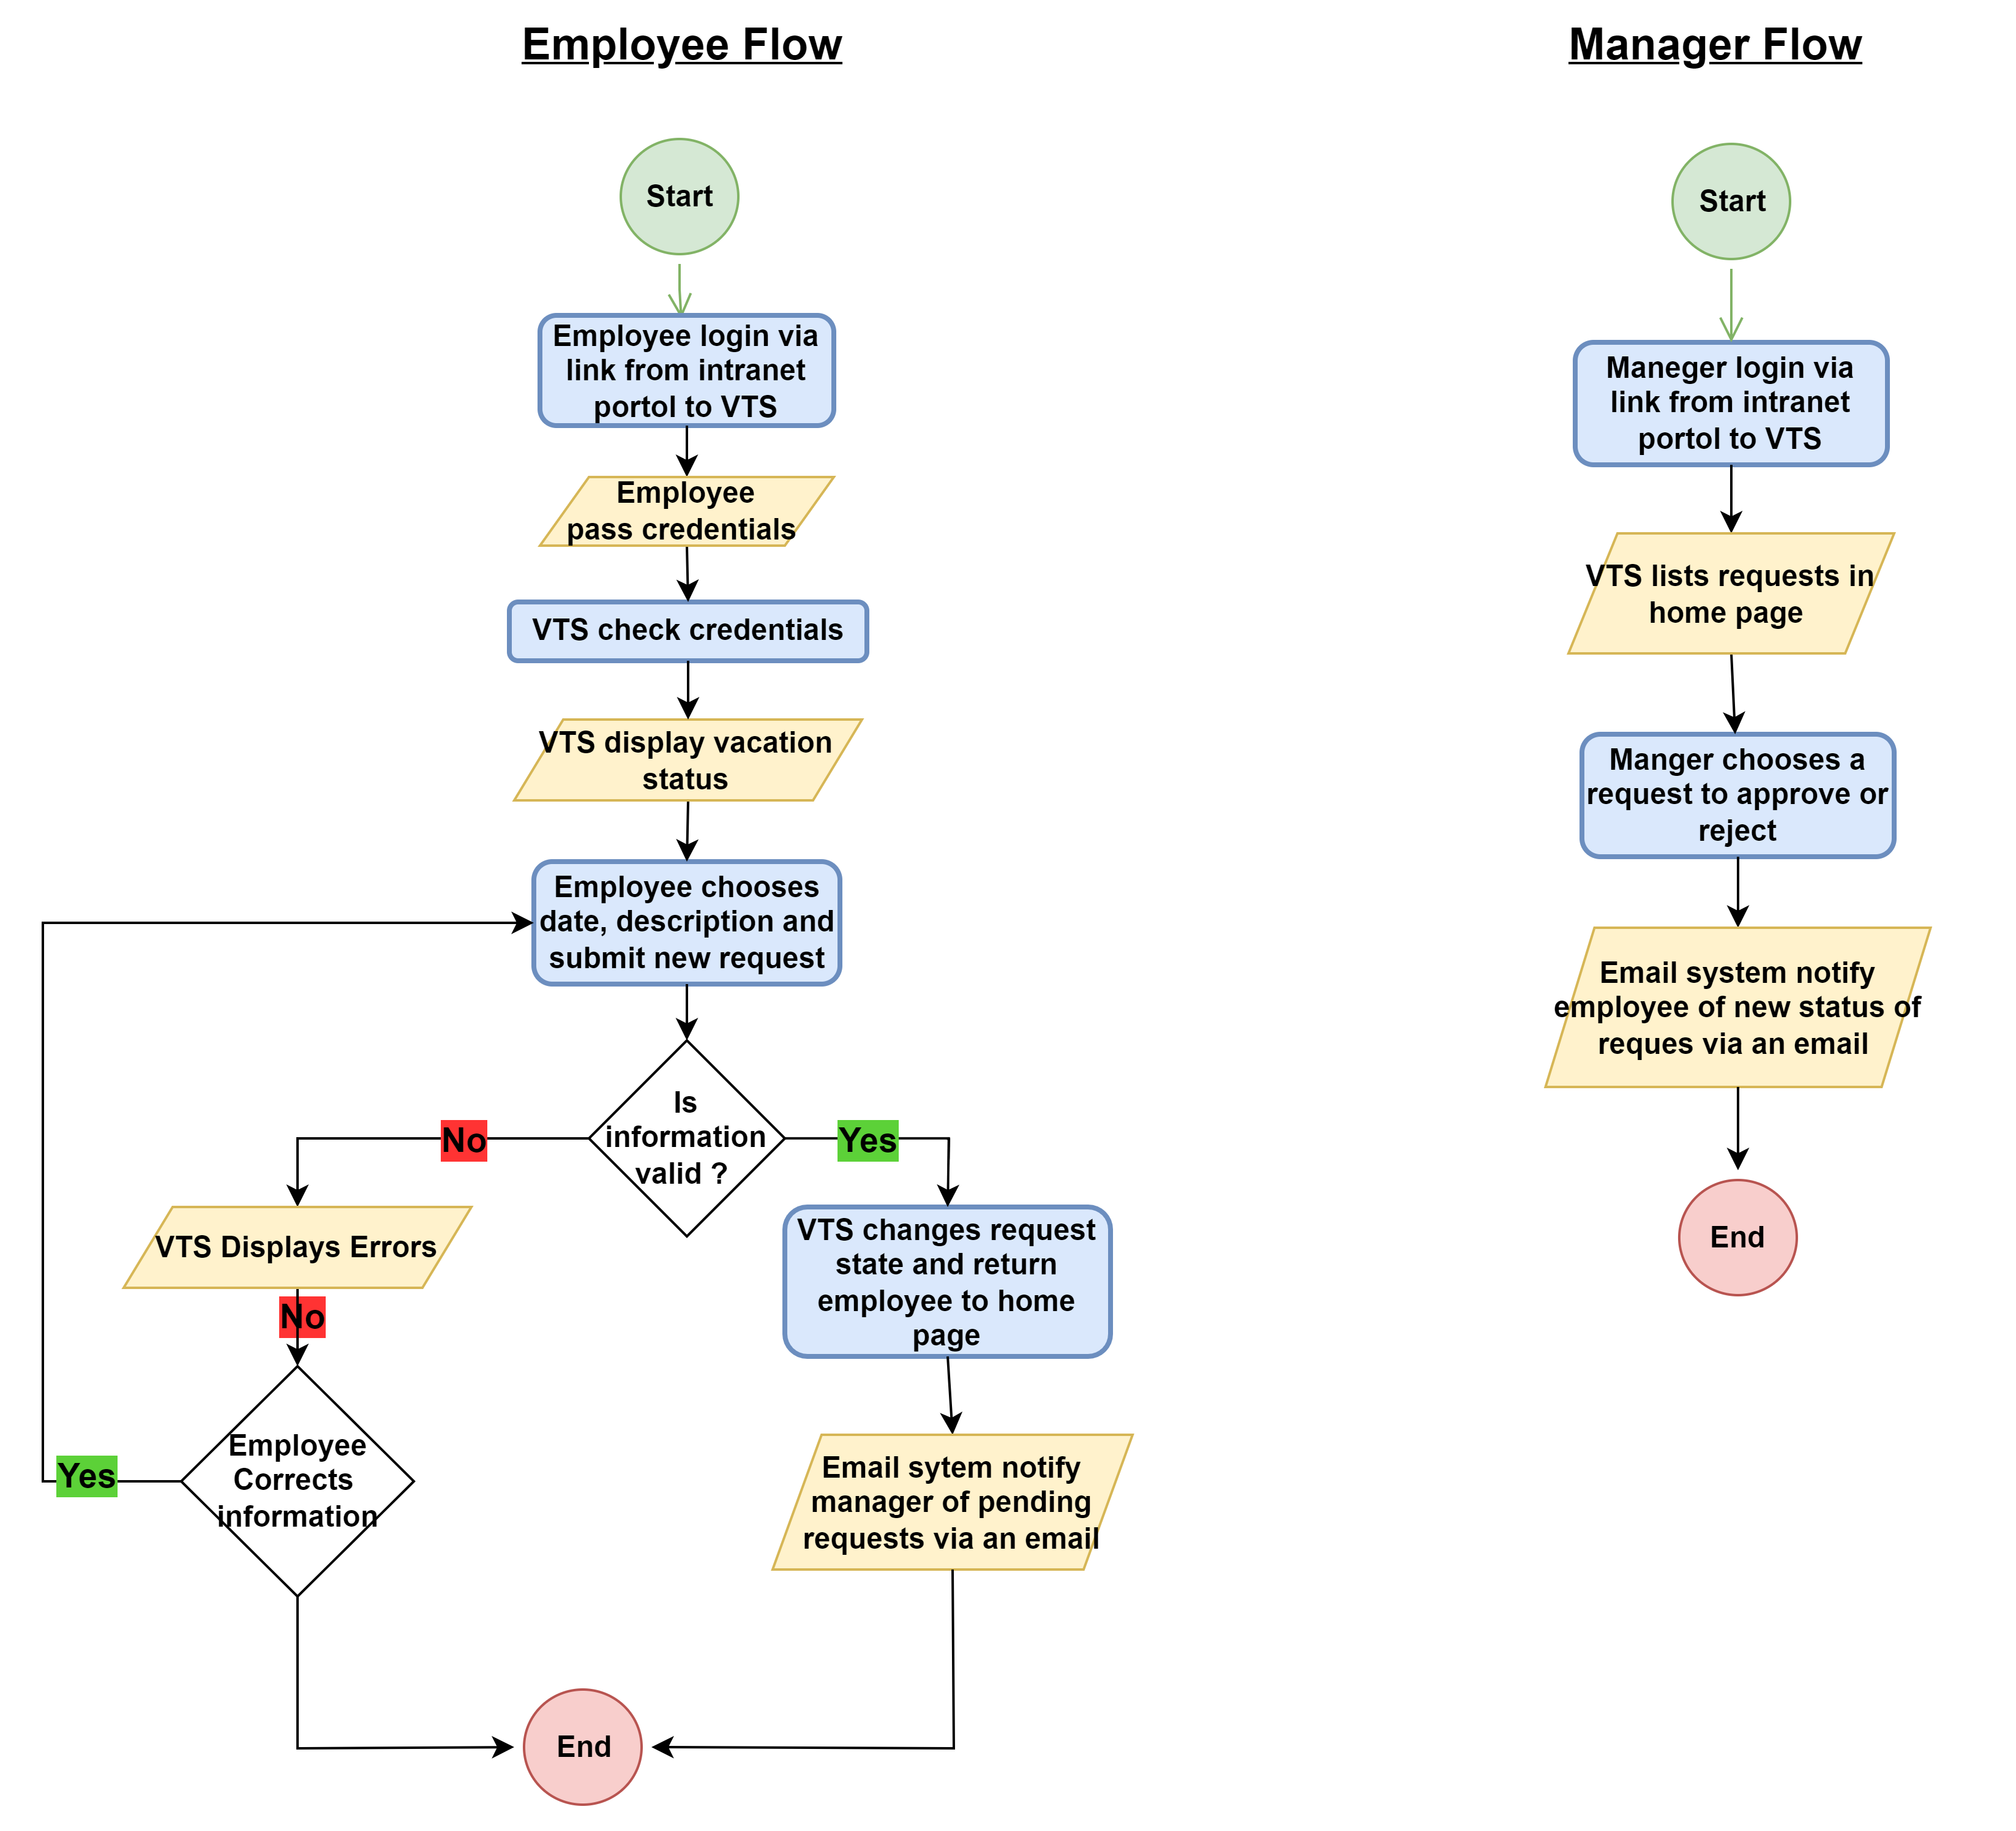 Employee Flow
Manager Flow
Start
Employee login via
link from intranet
portol to VTS
Employee
pass credentials
VTS check credentials
VTS display vacation
status
Employee chooses
date, description and
submit new request
Is
information
valid ?
No
Yes
VTS Displays Errors
No
Employee
Corrects
information
Yes
VTS changes request
state and return
employee to home
page
Email sytem notify
manager of pending
requests via an email
End
Start
Maneger login via
link from intranet
portol to VTS
VTS lists requests in
home page
Manger chooses a
request to approve or
reject
Email system notify
employee of new status of
reques via an email
End